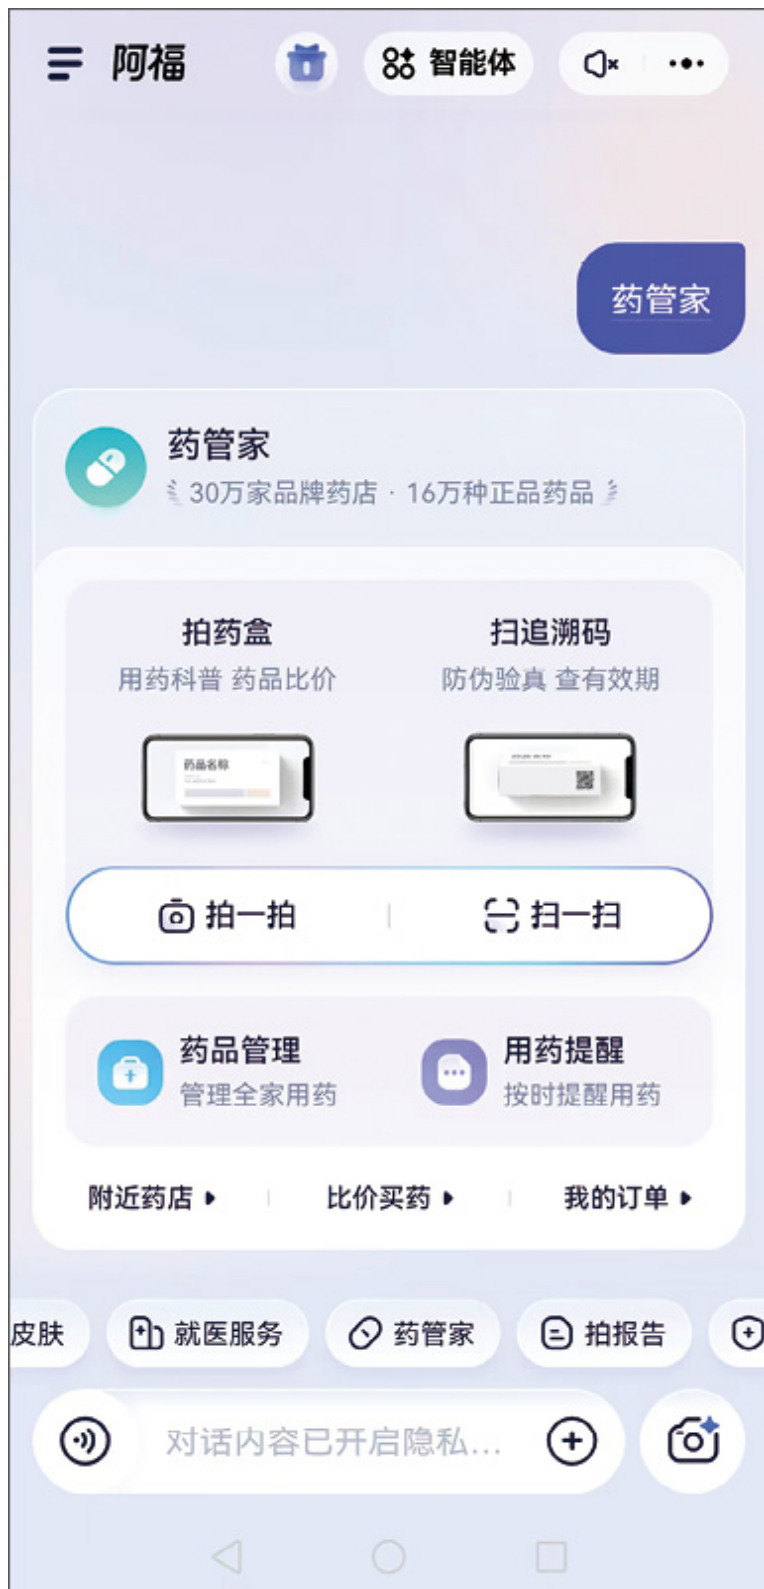 阿福
智能体
药管家
药管家
30万家品牌药店 · 16万种正品药品
拍药盒
扫追溯码
用药科普 药品比价
防伪验真 查有效期
药品名称
拍一拍
扫一扫
药品管理
用药提醒
管理全家用药
按时提醒用药
附近药店
比价买药
我的订单
皮肤
就医服务
药管家
拍报告
对话内容已开启隐私...